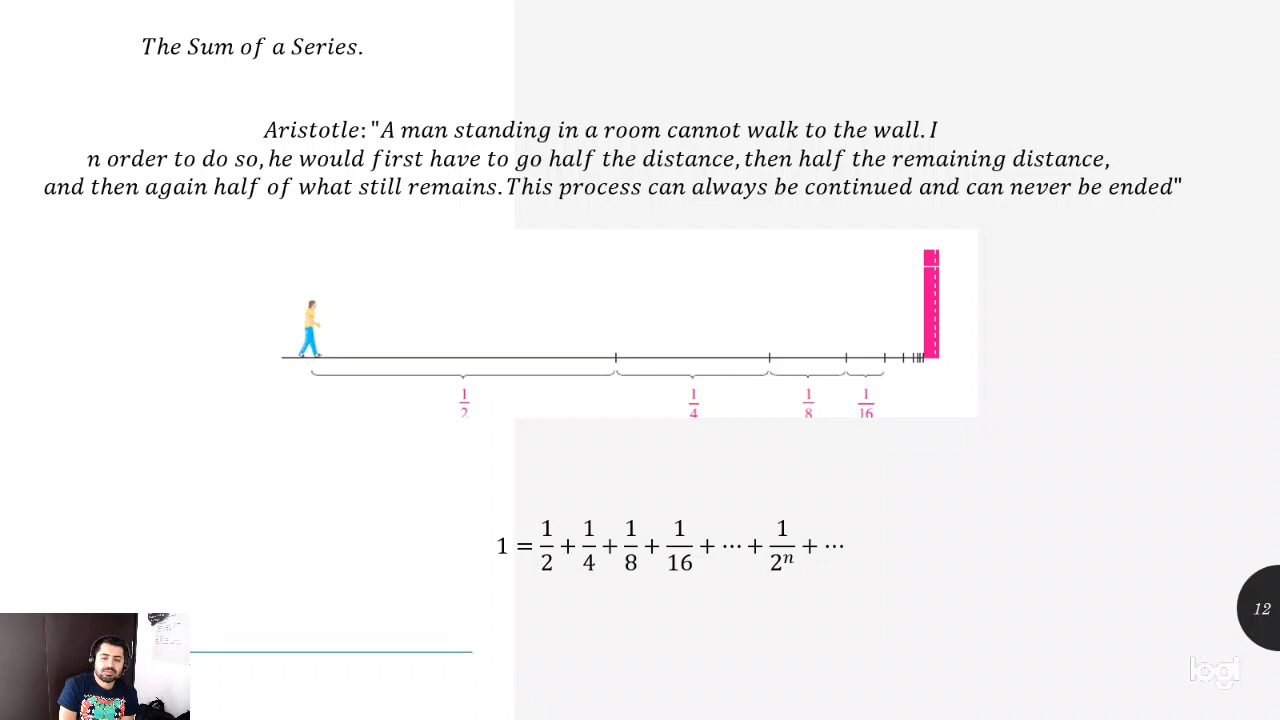 The Sum of a Series.
Aristotle: "A man standing in a room cannot walk to the wall. I
n order to do so, he would first have to go half the distance, then half the remaining distance,
and then again half of what still remains. This process can always be continued and can never be ended"
1/2 1/4 1/8 1/16
1 = 1/2 + 1/4 + 1/8 + 1/16 + ⋯ + 1/2ⁿ + ⋯
12
logi